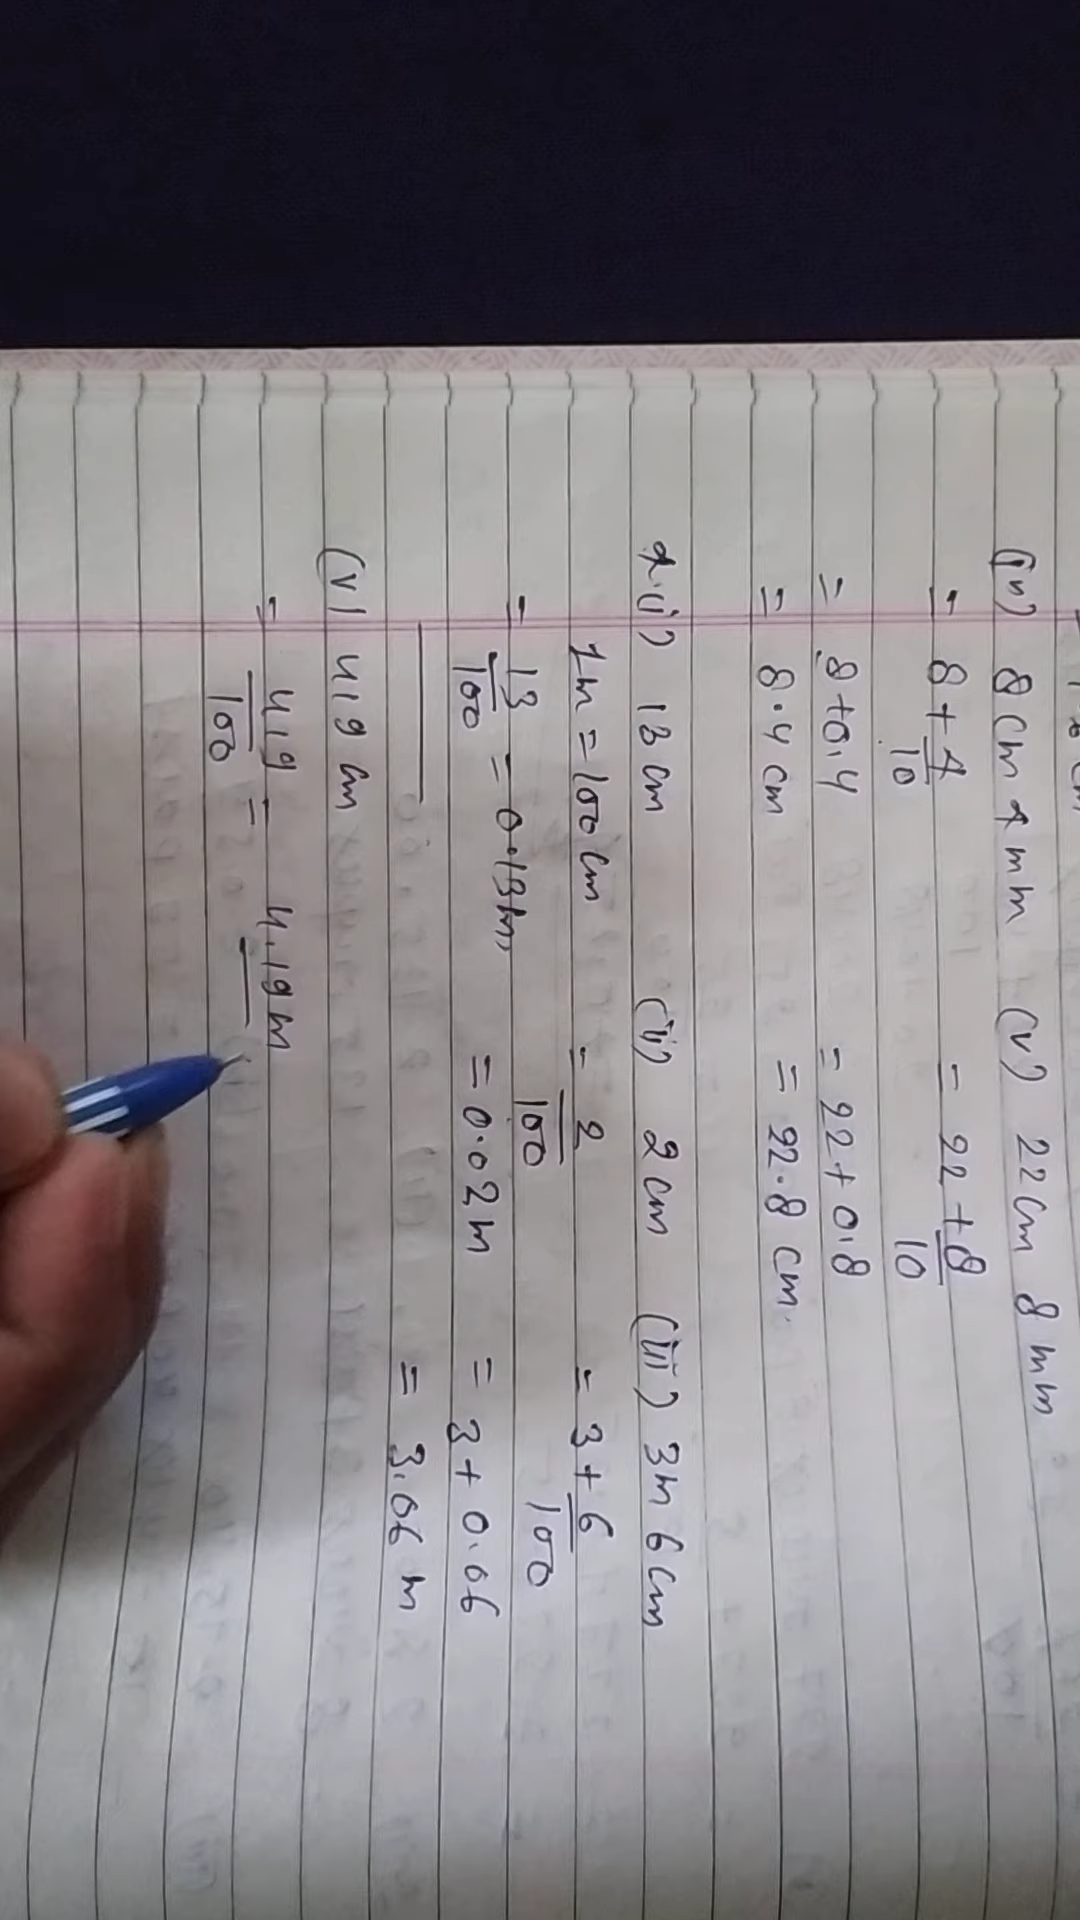 (iv) 8 cm 4 mm (v) 22 cm 8 mm
= 8 + 4/10 = 22 + 8/10
= 8 + 0.4 = 22 + 0.8
= 8.4 cm = 22.8 cm.
4.(i) 13 cm (ii) 2 cm (iii) 3m 6 cm
1m = 100 cm = 2/100 = 3 + 6/100
= 13/100 = 0.13m = 0.02 m = 3 + 0.06
= 3.06 m
(v) 419 cm
= 419/100 = 4.19 m